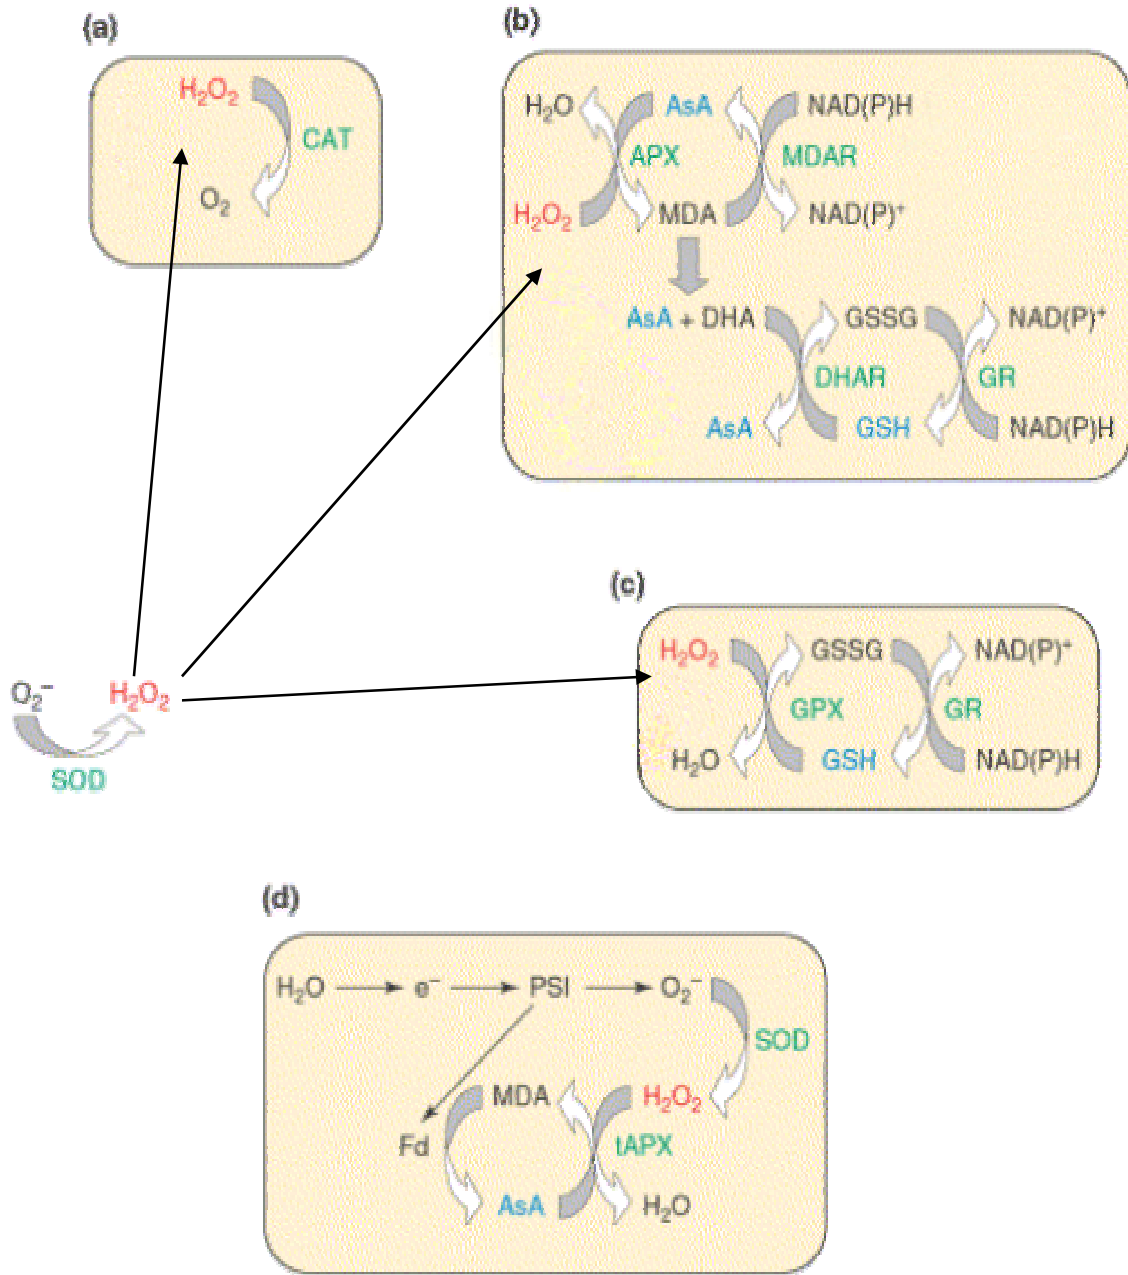 (a)
H₂O₂
CAT
O₂
(b)
H₂O AsA NAD(P)H
APX MDAR
H₂O₂ MDA NAD(P)⁺
AsA + DHA GSSG NAD(P)⁺
DHAR GR
AsA GSH NAD(P)H
(c)
H₂O₂ GSSG NAD(P)⁺
GPX GR
H₂O GSH NAD(P)H
O₂⁻ H₂O₂
SOD
(d)
H₂O e⁻ PSI O₂⁻
SOD
MDA H₂O₂
Fd tAPX
AsA H₂O